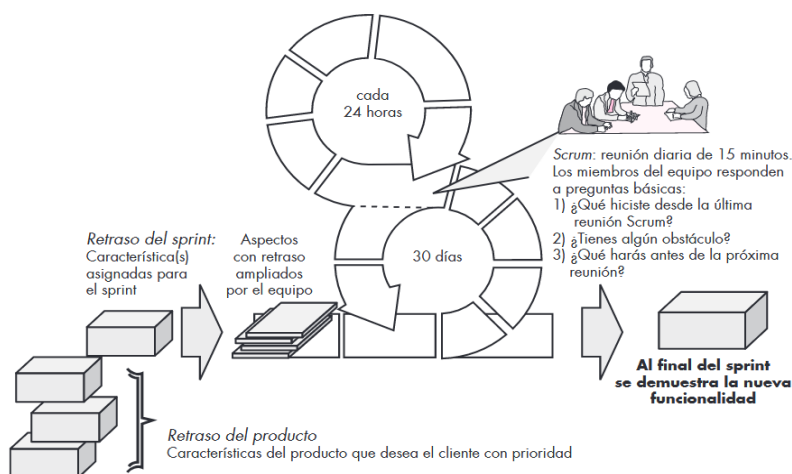 cada
24 horas
Scrum: reunión diaria de 15 minutos.
Los miembros del equipo responden
a preguntas básicas:
1) ¿Qué hiciste desde la última
reunión Scrum?
2) ¿Tienes algún obstáculo?
3) ¿Qué harás antes de la próxima
reunión?
Retraso del sprint:
Característica(s)
asignadas para
el sprint
Aspectos
con retraso
ampliados
por el equipo
30 días
Al final del sprint
se demuestra la nueva
funcionalidad
Retraso del producto
Características del producto que desea el cliente con prioridad